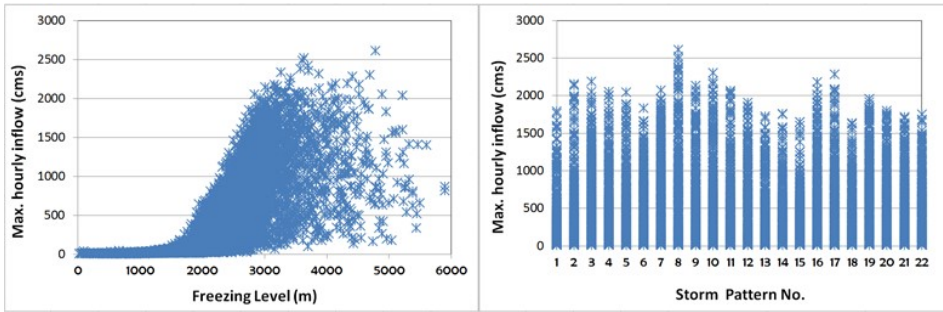 Max. hourly inflow (cms)
3000
2500
2000
1500
1000
500
0
0 1000 2000 3000 4000 5000 6000
Freezing Level (m)
Max. hourly inflow (cms)
3000
2500
2000
1500
1000
500
0
1 2 3 4 5 6 7 8 9 10 11 12 13 14 15 16 17 18 19 20 21 22
Storm Pattern No.